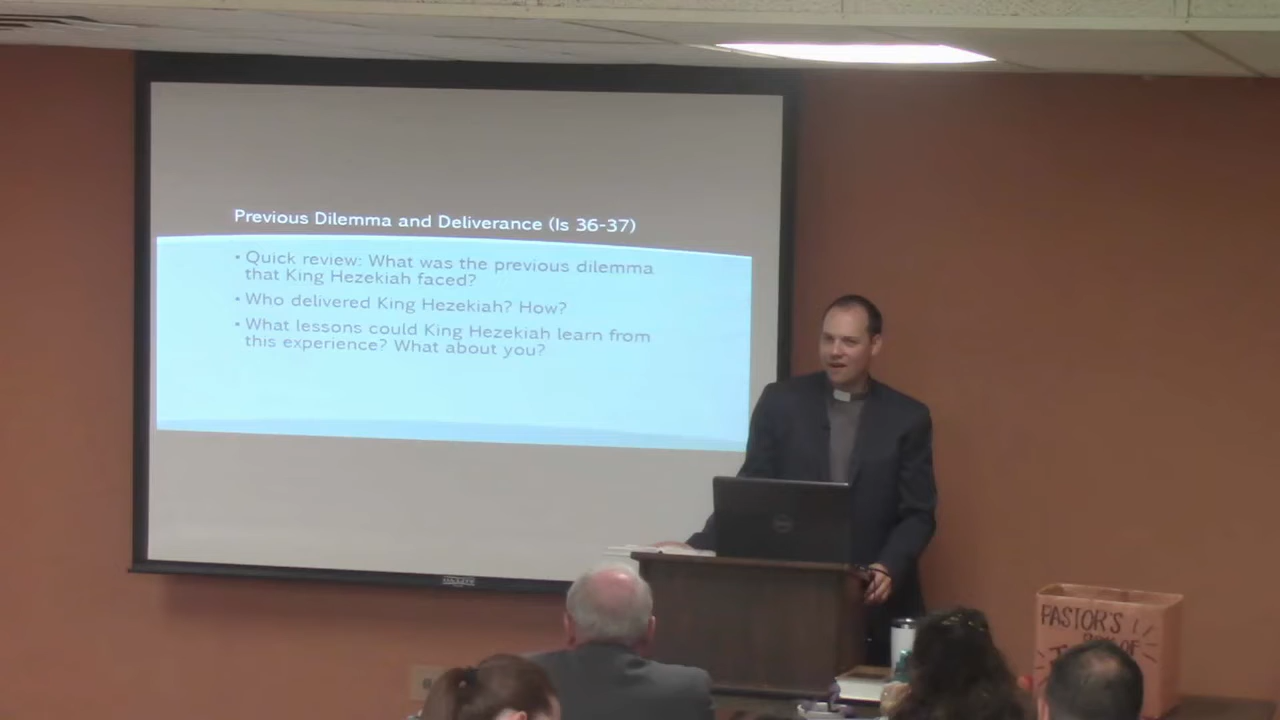 Previous Dilemma and Deliverance (Is 36-37)
• Quick review: What was the previous dilemma
that King Hezekiah faced?
• Who delivered King Hezekiah? How?
• What lessons could King Hezekiah learn from
this experience? What about you?
PASTOR'S
OF